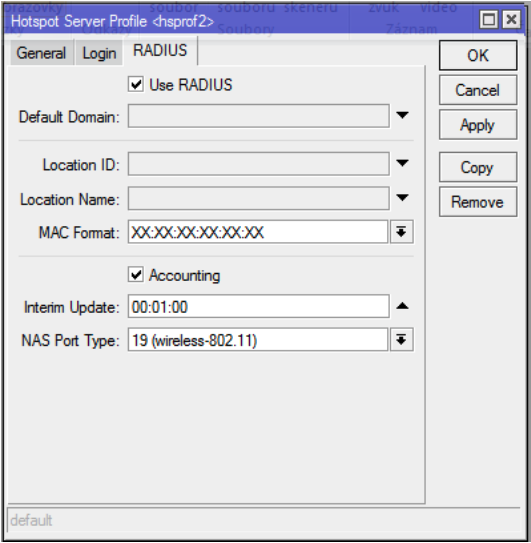 Hotspot Server Profile <hsprof2>
General Login RADIUS
Use RADIUS
Default Domain:
Location ID:
Location Name:
MAC Format: XX:XX:XX:XX:XX:XX
Accounting
Interim Update: 00:01:00
NAS Port Type: 19 (wireless-802.11)
OK
Cancel
Apply
Copy
Remove
default